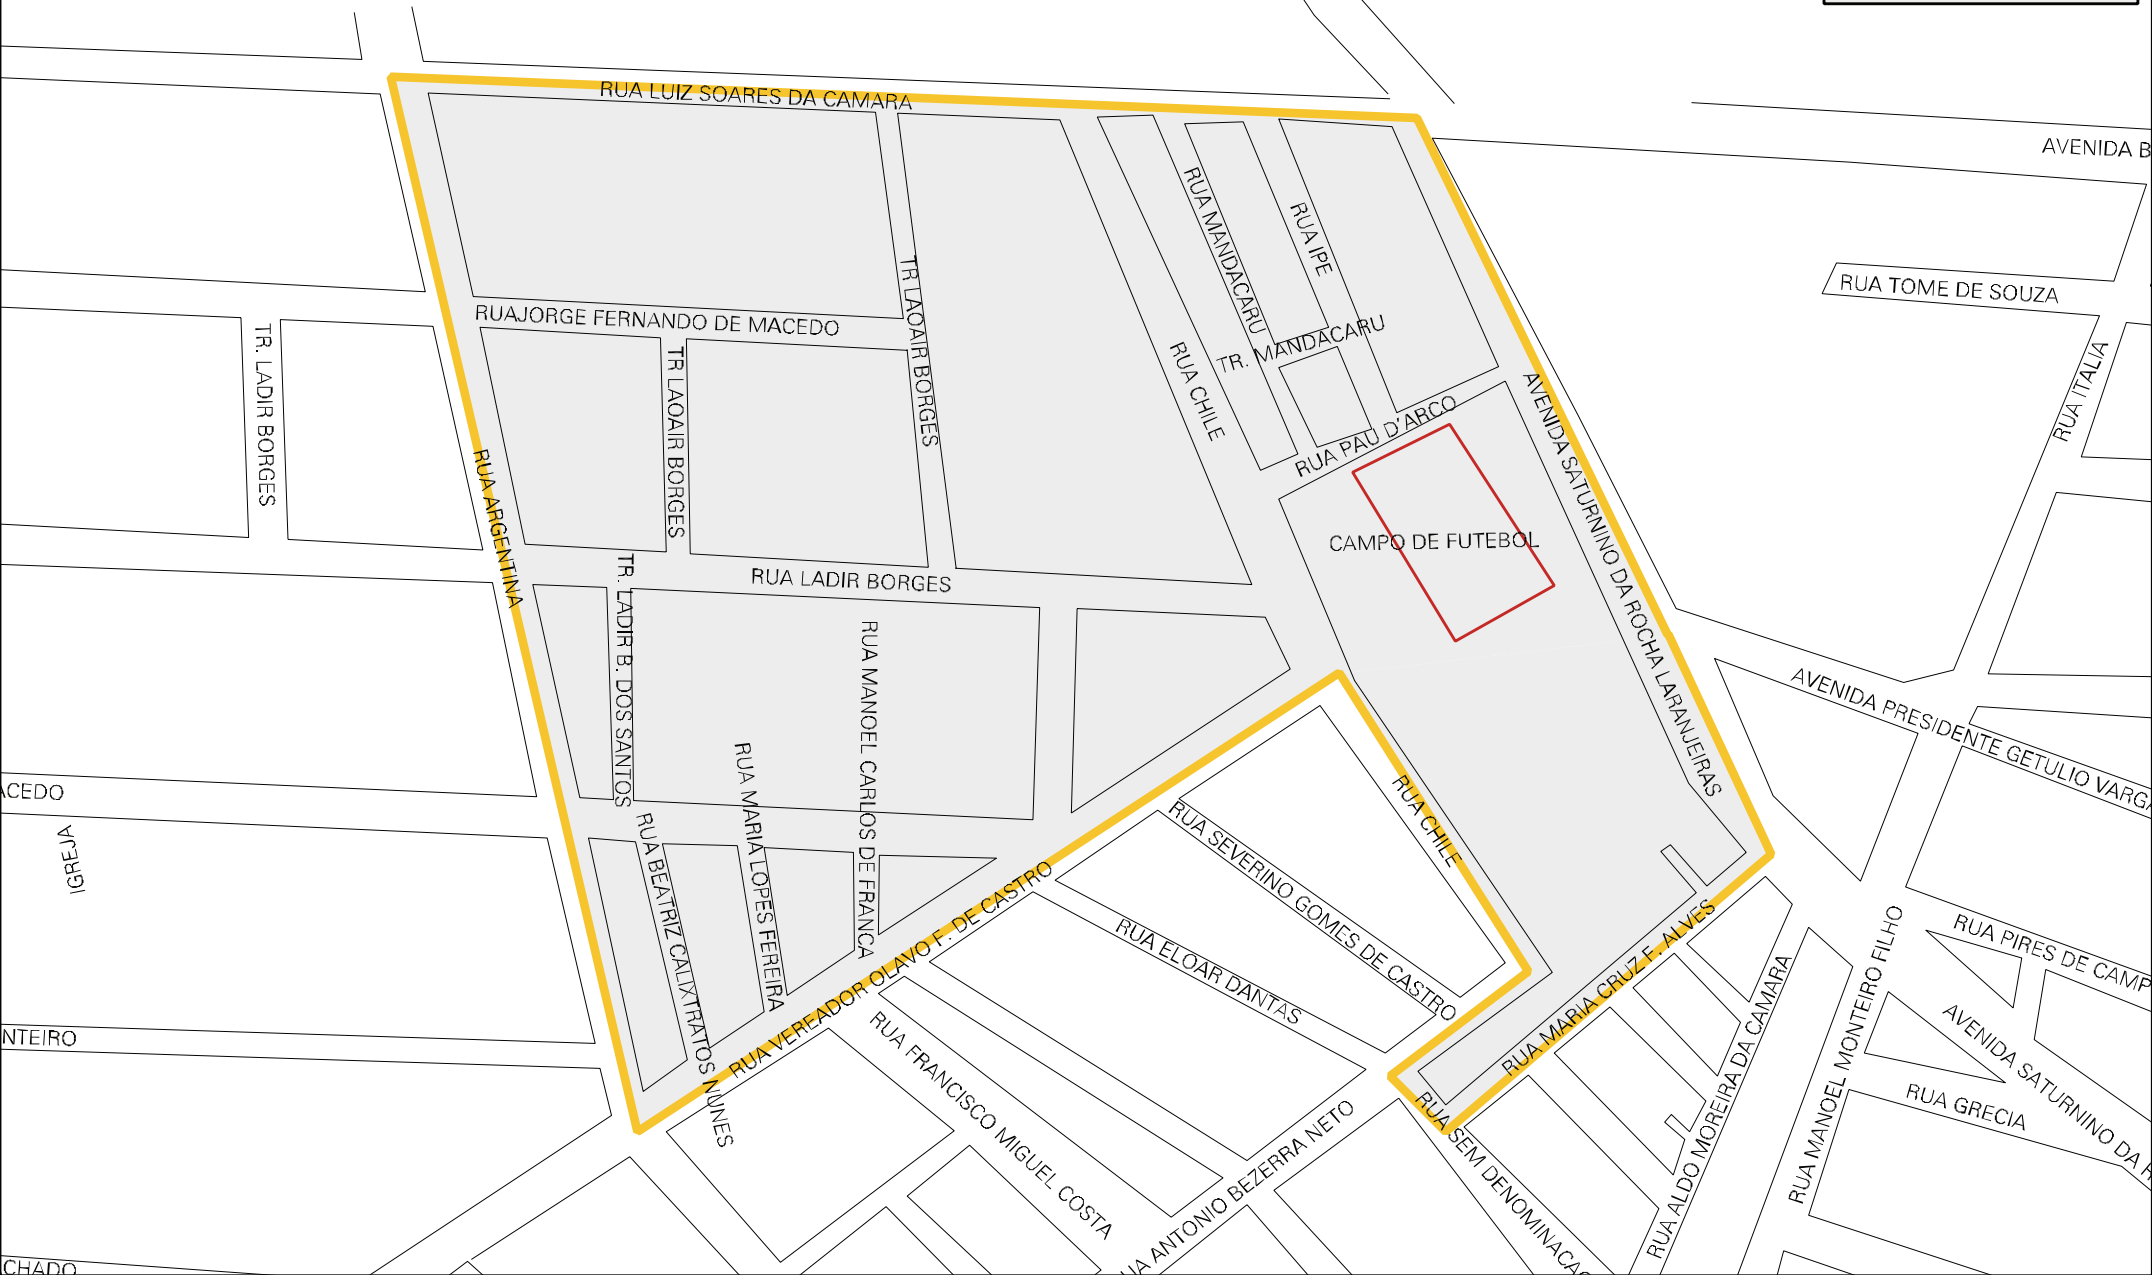 RUA LUIZ SOARES DA CAMARA
AVENIDA B
RUA MANDACARU
RUA IPE
RUA TOME DE SOUZA
TR LAOAIR BORGES
RUAJORGE FERNANDO DE MACEDO
TR. LADIR BORGES
TR LAOAIR BORGES
RUA CHILE
TR. MANDACARU
RUA ITALIA
RUA PAU D'ARCO
AVENIDA SATURNINO DA ROCHA LARANJEIRAS
RUA ARGENTINA
CAMPO DE FUTEBOL
RUA LADIR BORGES
TR. LADIR B. DOS SANTOS
RUA MANOEL CARLOS DE FRANCA
AVENIDA PRESIDENTE GETULIO VARGA
RUA MARIA LOPES FEREIRA
ACEDO
IGREJA
RUA BEATRIZ CALIXTRATOS NUNES
RUA CHILE
RUA SEVERINO GOMES DE CASTRO
RUA VEREADOR OLAVO F. DE CASTRO
RUA ELOAR DANTAS
RUA MARIA CRUZ F. ALVES
RUA MANOEL MONTEIRO FILHO
RUA PIRES DE CAMP
RUA ALDO MOREIRA DA CAMARA
AVENIDA SATURNINO DA R
NTEIRO
RUA FRANCISCO MIGUEL COSTA
RUA GRECIA
RUA SEM DENOMINACAO
UA ANTONIO BEZERRA NETO
CHADO